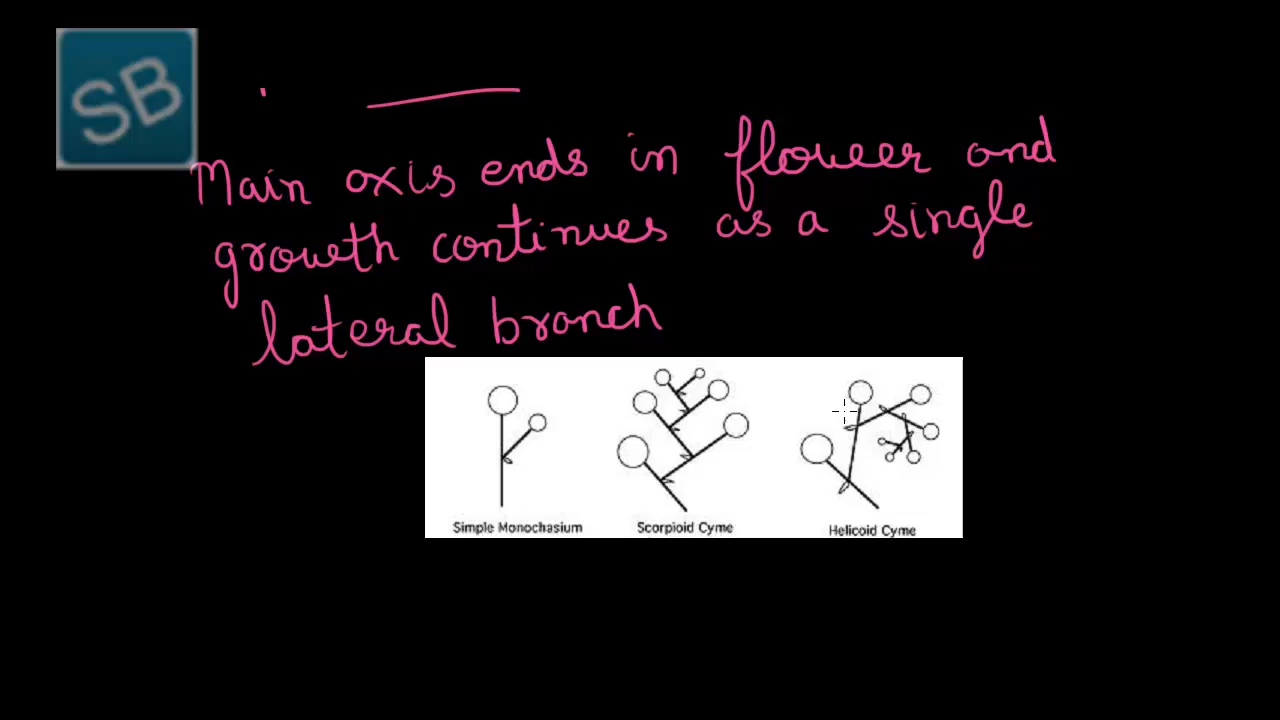 SB
Main axis ends in flower and
growth continues as a single
lateral branch
Simple Monochasium Scorpioid Cyme Helicoid Cyme